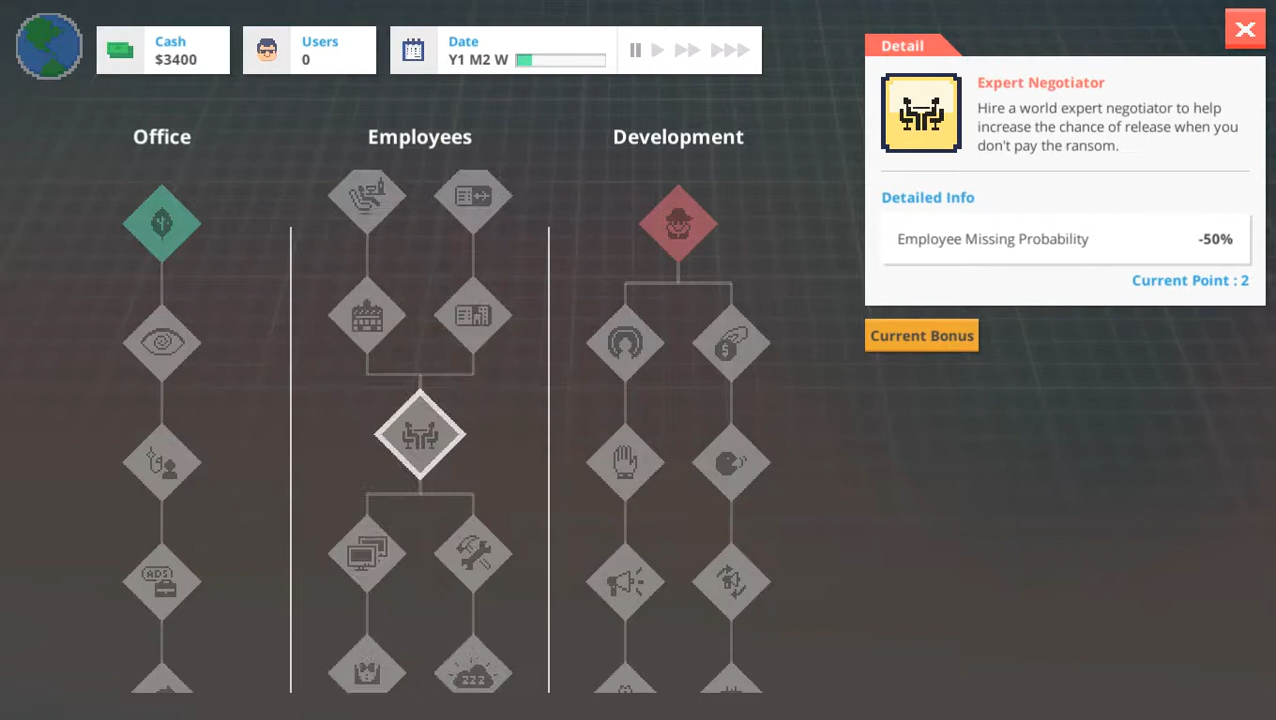 Cash
$3400
Users
0
Date
Y1 M2 W
Detail
Expert Negotiator
Hire a world expert negotiator to help
increase the chance of release when you
don't pay the ransom.
Detailed Info
Employee Missing Probability -50%
Current Point : 2
Current Bonus
Office
Employees
Development
ADS!
zzz